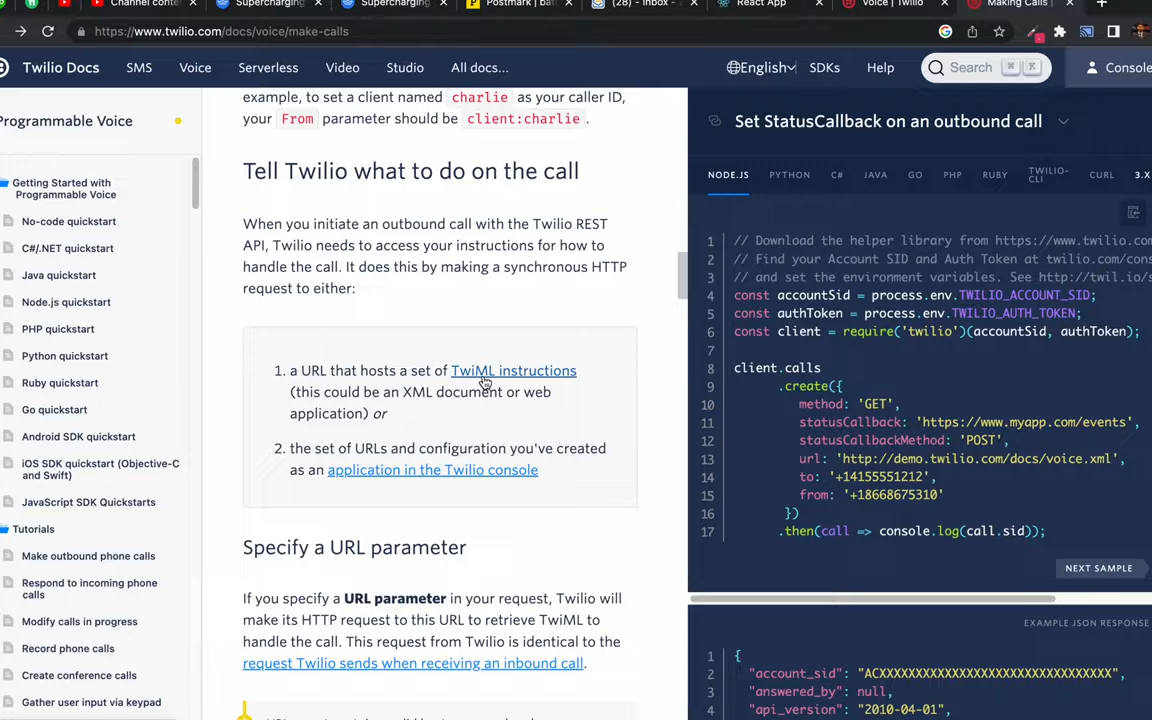 Channel conten
Supercharging
Supercharging
Postmark | bat
(28) - Inbox -
React App
Voice | Twilio
Making Calls |
https://www.twilio.com/docs/voice/make-calls
Twilio Docs SMS Voice Serverless Video Studio All docs... English SDKs Help Search ⌘ K Console
Programmable Voice
Getting Started with
Programmable Voice
No-code quickstart
C#/.NET quickstart
Java quickstart
Node.js quickstart
PHP quickstart
Python quickstart
Ruby quickstart
Go quickstart
Android SDK quickstart
iOS SDK quickstart (Objective-C
and Swift)
JavaScript SDK Quickstarts
Tutorials
Make outbound phone calls
Respond to incoming phone
calls
Modify calls in progress
Record phone calls
Create conference calls
Gather user input via keypad
example, to set a client named charlie as your caller ID,
your From parameter should be client:charlie.
Tell Twilio what to do on the call
When you initiate an outbound call with the Twilio REST
API, Twilio needs to access your instructions for how to
handle the call. It does this by making a synchronous HTTP
request to either:
1. a URL that hosts a set of TwiML instructions
(this could be an XML document or web
application) or
2. the set of URLs and configuration you've created
as an application in the Twilio console
Specify a URL parameter
If you specify a URL parameter in your request, Twilio will
make its HTTP request to this URL to retrieve TwiML to
handle the call. This request from Twilio is identical to the
request Twilio sends when receiving an inbound call.
Set StatusCallback on an outbound call
NODE.JS PYTHON C# JAVA GO PHP RUBY TWILIO-CLI CURL 3.X
1 // Download the helper library from https://www.twilio.com
2 // Find your Account SID and Auth Token at twilio.com/cons
3 // and set the environment variables. See http://twil.io/s
4 const accountSid = process.env.TWILIO_ACCOUNT_SID;
5 const authToken = process.env.TWILIO_AUTH_TOKEN;
6 const client = require('twilio')(accountSid, authToken);
7
8 client.calls
9 .create({
10 method: 'GET',
11 statusCallback: 'https://www.myapp.com/events',
12 statusCallbackMethod: 'POST',
13 url: 'http://demo.twilio.com/docs/voice.xml',
14 to: '+14155551212',
15 from: '+18668675310'
16 })
17 .then(call => console.log(call.sid));
NEXT SAMPLE
EXAMPLE JSON RESPONSE
1 {
2 "account_sid": "ACXXXXXXXXXXXXXXXXXXXXXXXXXXXXXXXX",
3 "answered_by": null,
4 "api_version": "2010-04-01",